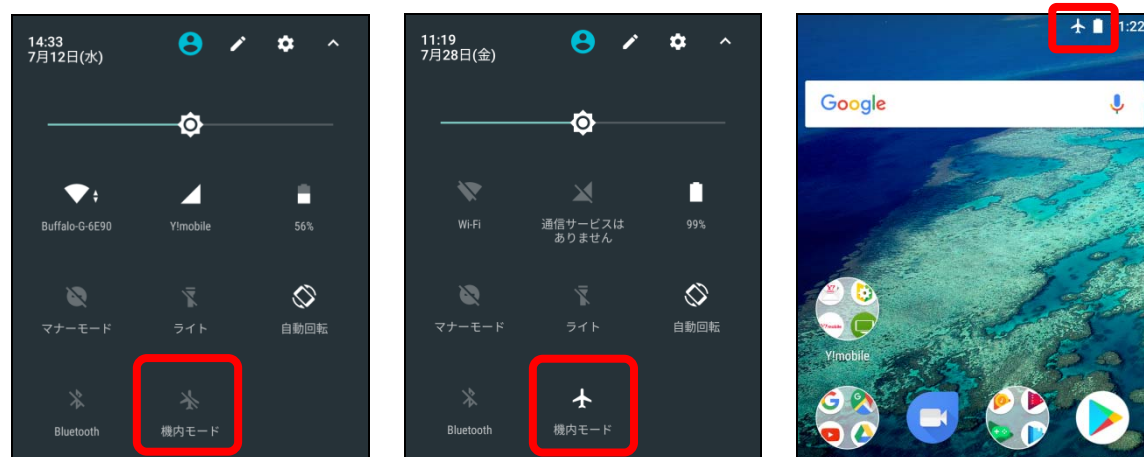 14:33
7月12日(水)
Buffalo-G-6E90
Y!mobile
56%
マナーモード
ライト
自動回転
Bluetooth
機内モード
11:19
7月28日(金)
Wi-Fi
通信サービスは
ありません
99%
マナーモード
ライト
自動回転
Bluetooth
機内モード
1:22
Google
Y!mobile